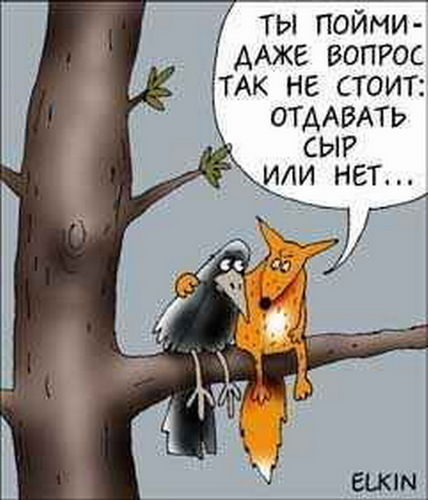 ТЫ ПОЙМИ-
ДАЖЕ ВОПРОС
ТАК НЕ СТОИТ:
ОТДАВАТЬ
СЫР
ИЛИ НЕТ...
ELKIN